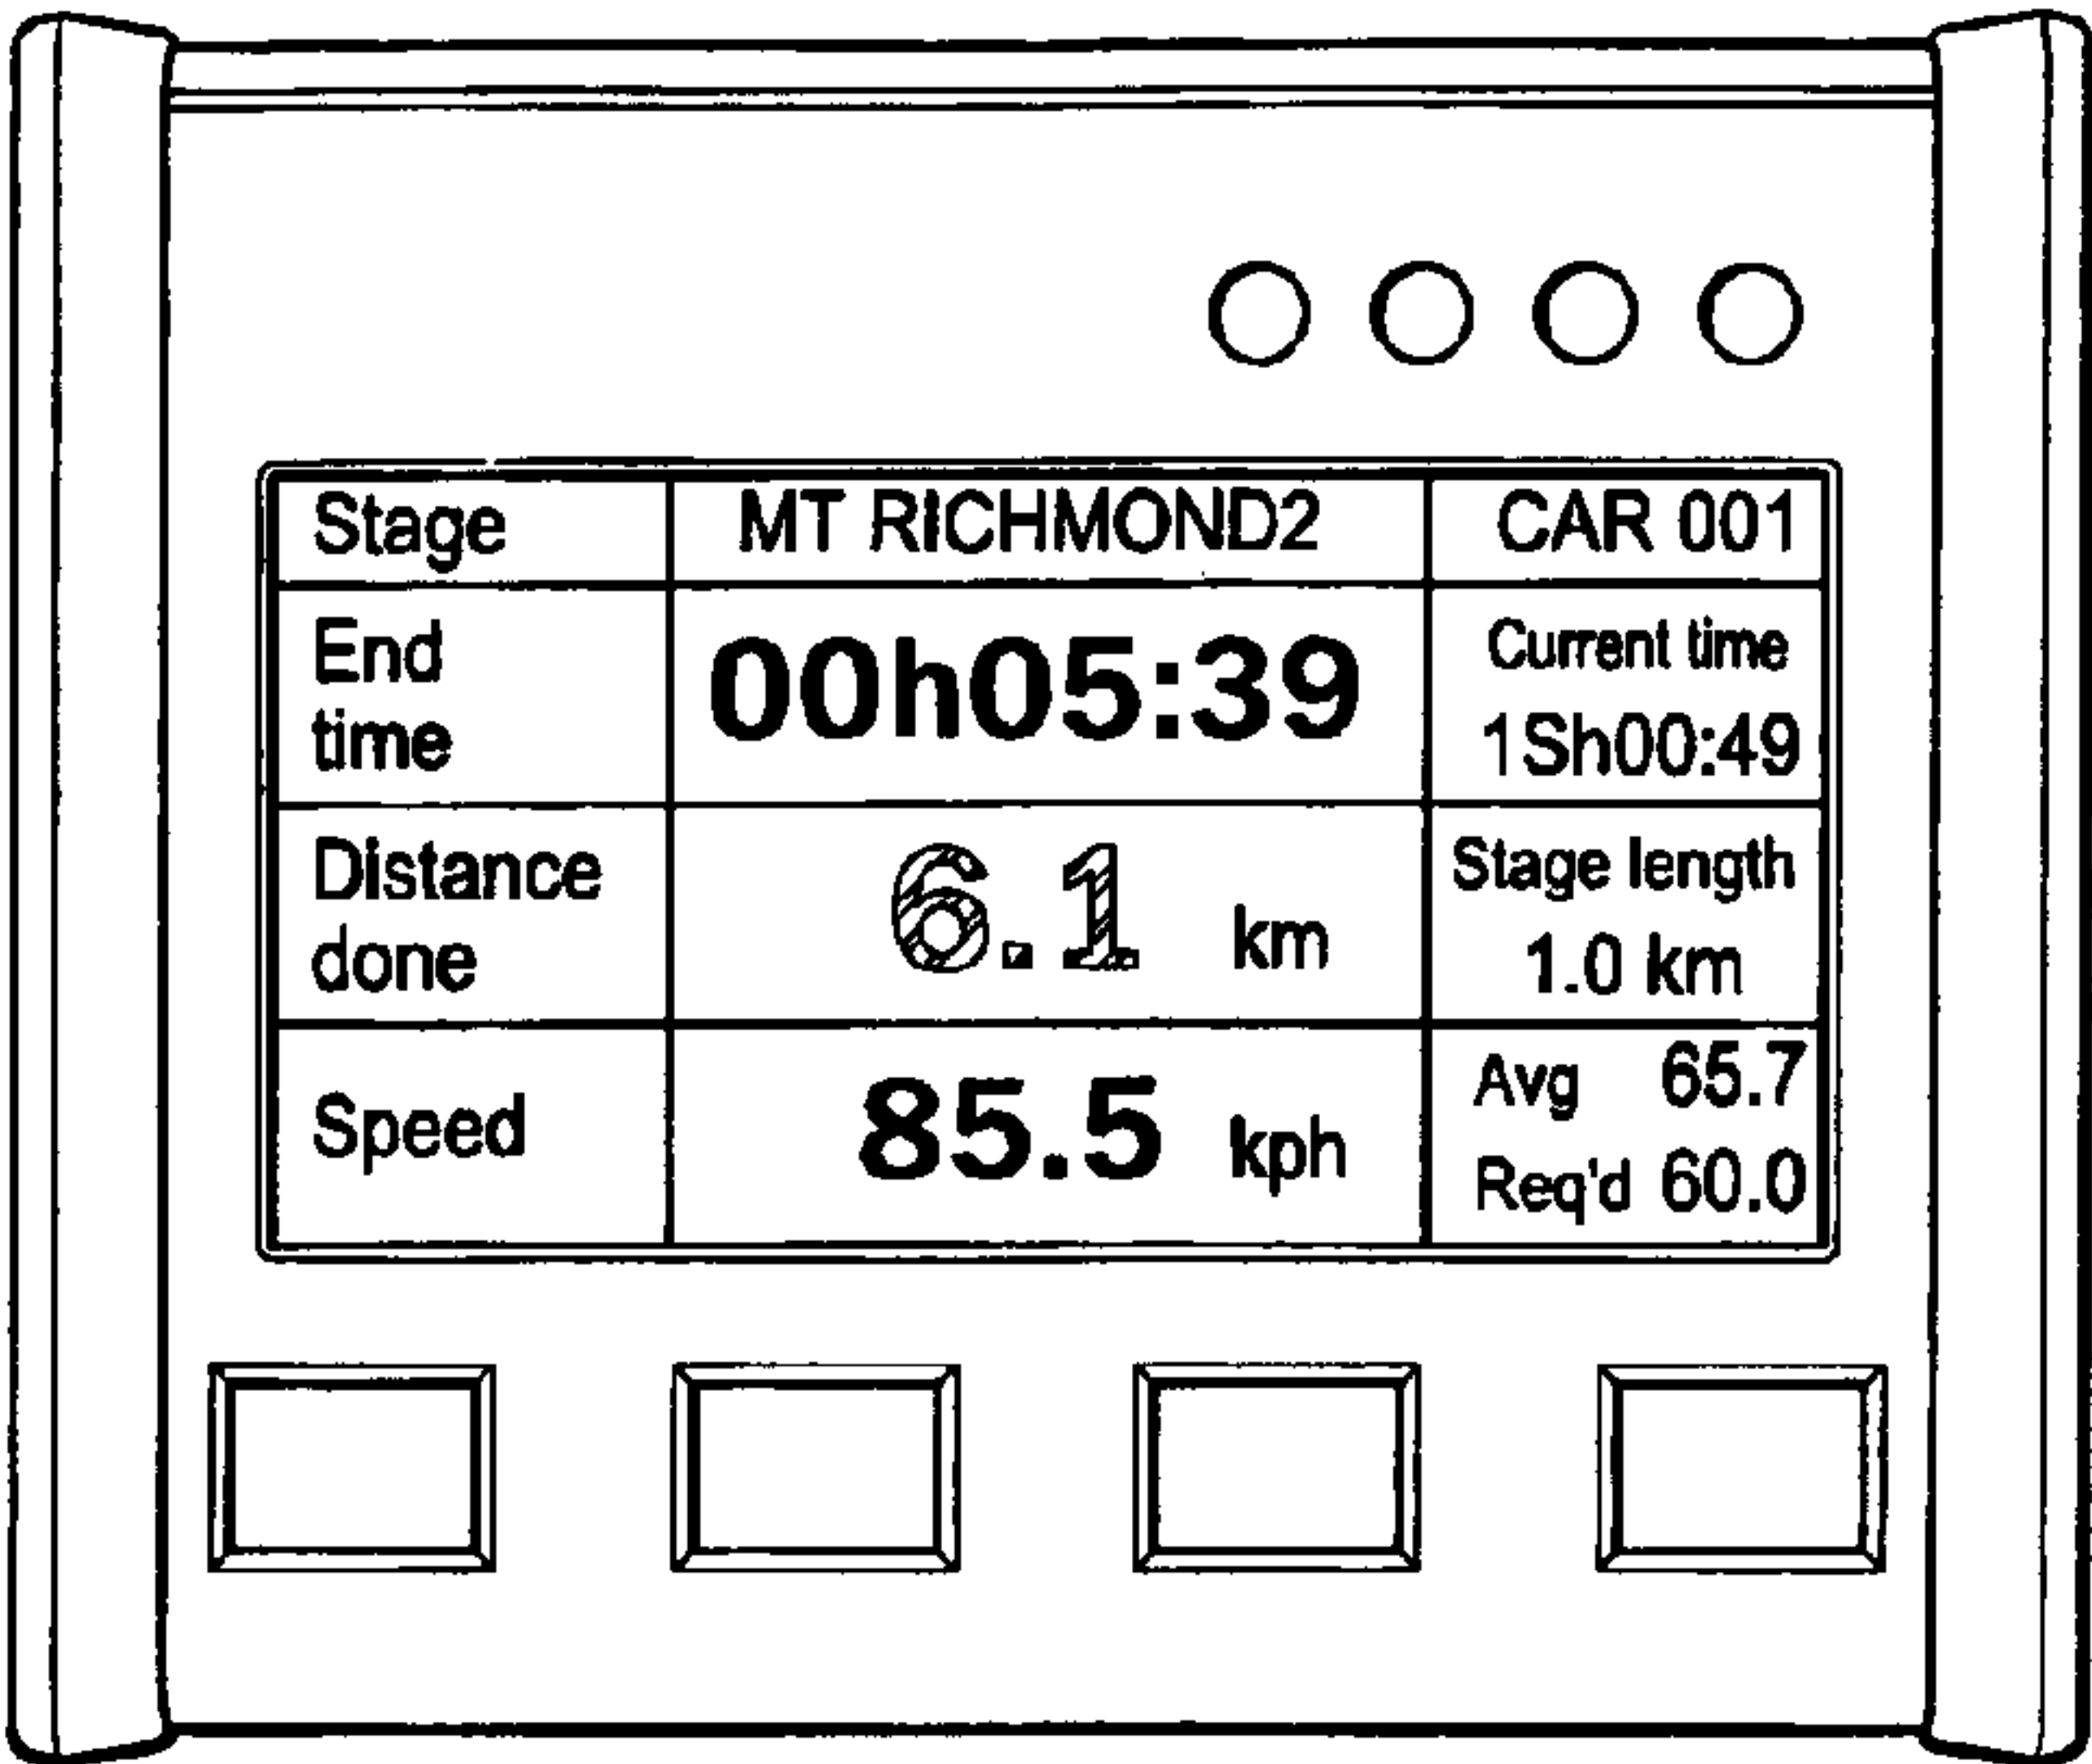 Stage MT RICHMOND2 CAR 001
End time 00h05:39 Current time
1Sh00:49
Distance done 6.1 km Stage length
1.0 km
Speed 85.5 kph Avg 65.7
Req'd 60.0